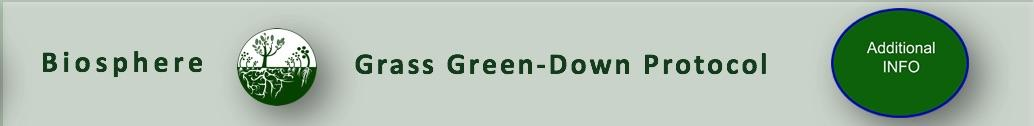 Biosphere
Grass Green-Down Protocol
Additional
INFO